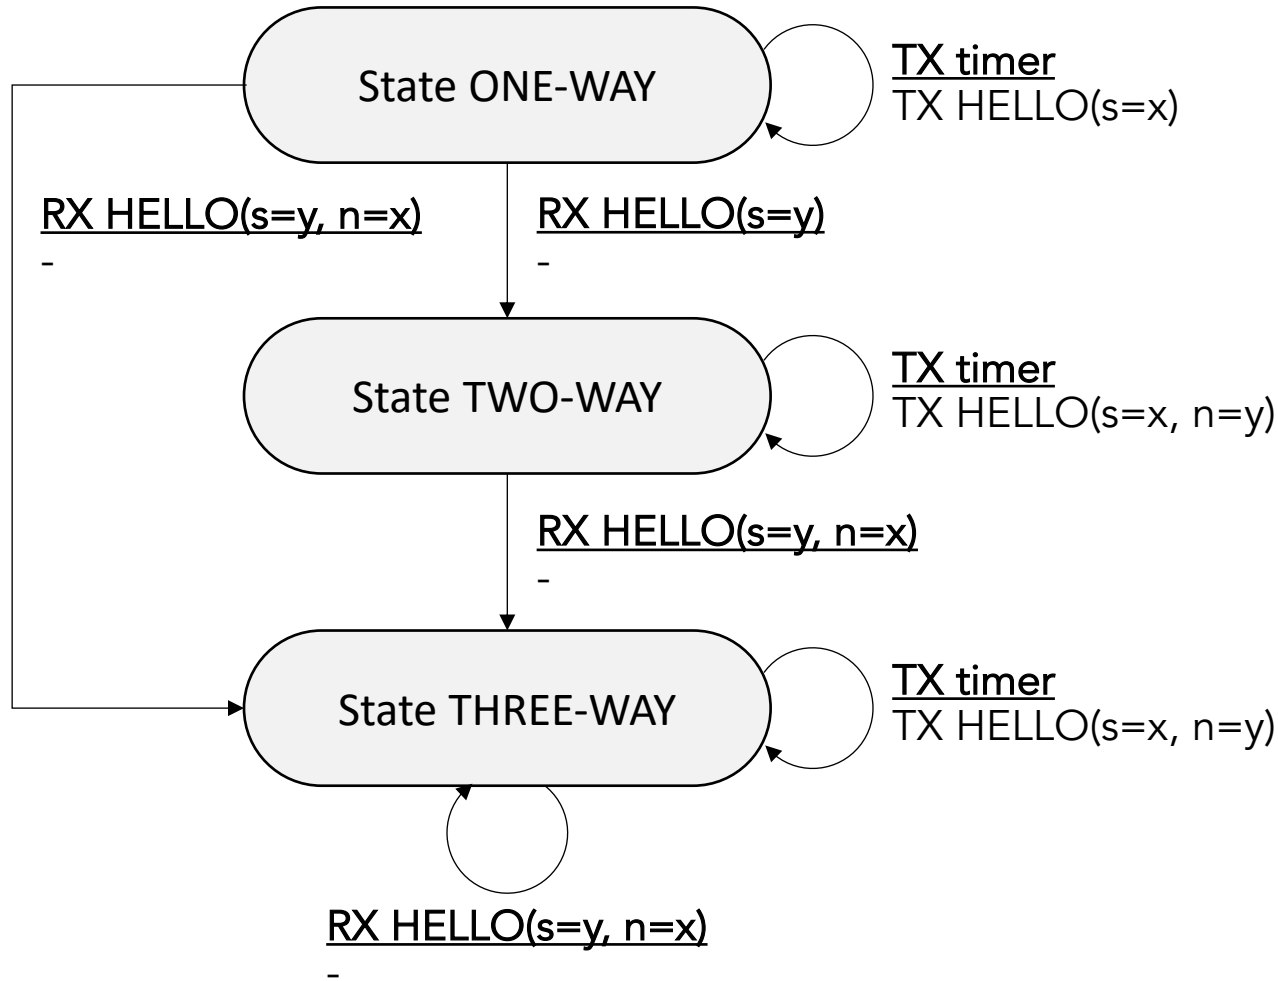 State ONE-WAY
TX timer
TX HELLO(s=x)
RX HELLO(s=y, n=x)
-
RX HELLO(s=y)
-
State TWO-WAY
TX timer
TX HELLO(s=x, n=y)
RX HELLO(s=y, n=x)
-
State THREE-WAY
TX timer
TX HELLO(s=x, n=y)
RX HELLO(s=y, n=x)
-